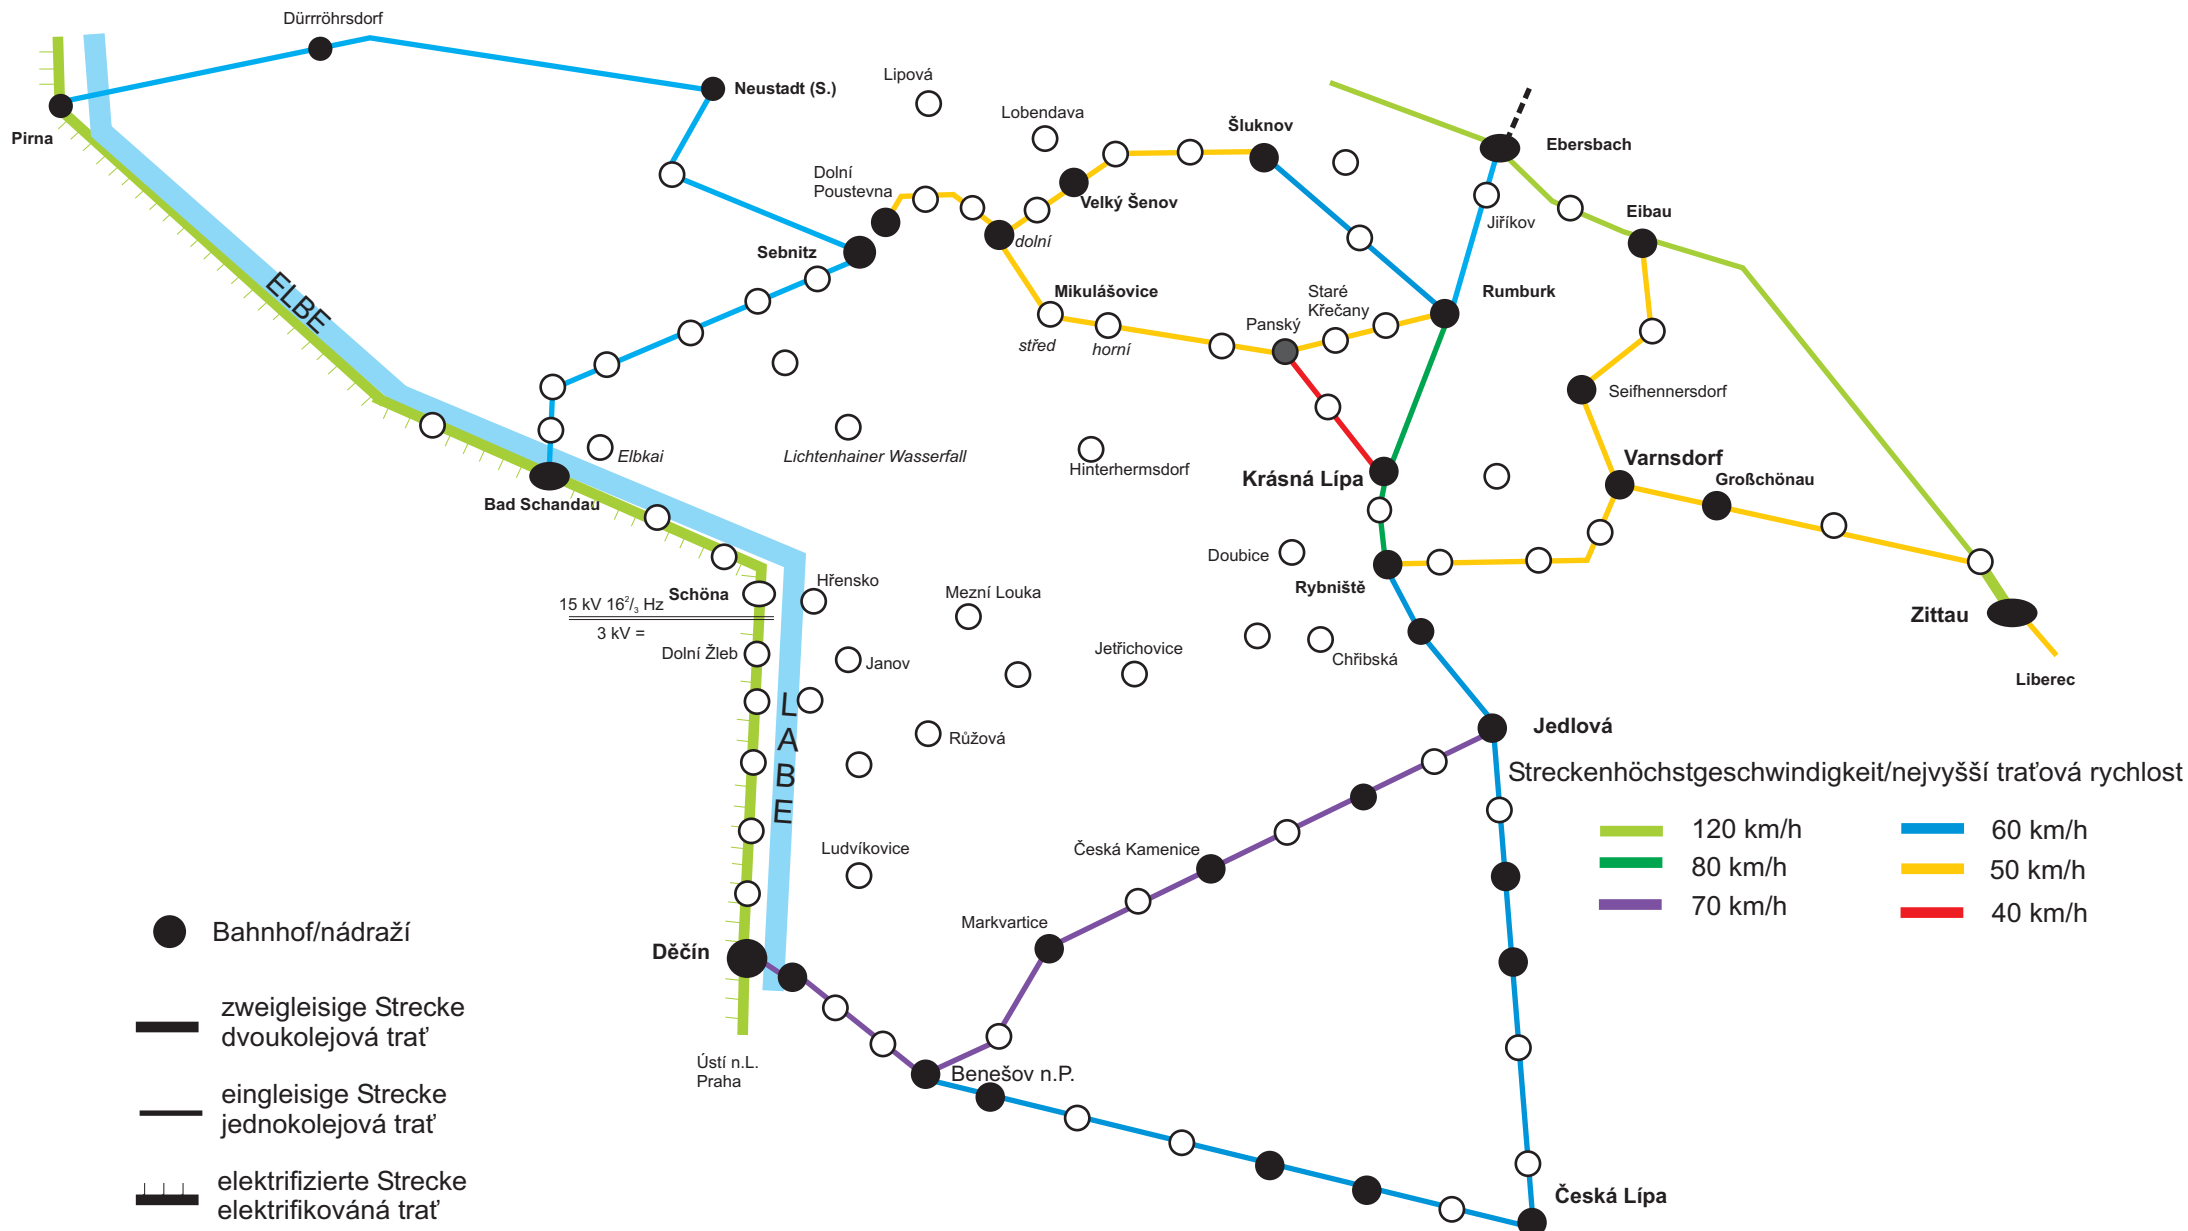 Dürrröhrsdorf
Pirna
Neustadt (S.)
Lipová
Lobendava
Šluknov
Ebersbach
Dolní
Poustevna
Velký Šenov
Jiříkov
Eibau
Sebnitz
dolní
Mikulášovice
střed
horní
Panský
Staré
Křečany
Rumburk
ELBE
Seifhennersdorf
Elbkai
Lichtenhainer Wasserfall
Hinterhermsdorf
Krásná Lípa
Varnsdorf
Großchönau
Bad Schandau
Doubice
Rybniště
Schöna
15 kV 16²/₃ Hz
3 kV =
Hřensko
Mezní Louka
Zittau
Dolní Žleb
Janov
Jetřichovice
Chřibská
Liberec
LABE
Růžová
Jedlová
Streckenhöchstgeschwindigkeit/nejvyšší traťová rychlost
120 km/h
60 km/h
80 km/h
50 km/h
70 km/h
40 km/h
Ludvíkovice
Česká Kamenice
Markvartice
Děčín
Bahnhof/nádraží
zweigleisige Strecke
dvoukolejová trať
Ústí n.L.
Praha
Benešov n.P.
eingleisige Strecke
jednokolejová trať
elektrifizierte Strecke
elektrifikováná trať
Česká Lípa